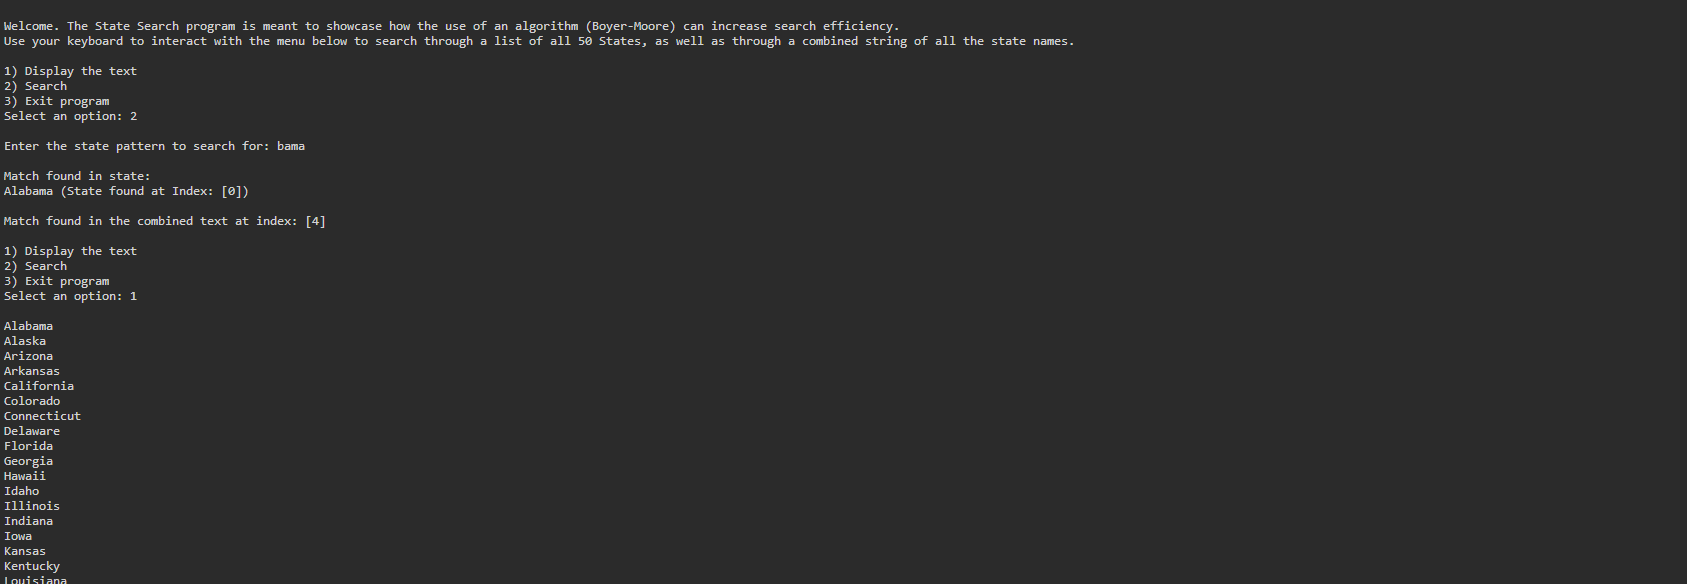 Welcome. The State Search program is meant to showcase how the use of an algorithm (Boyer-Moore) can increase search efficiency.
Use your keyboard to interact with the menu below to search through a list of all 50 States, as well as through a combined string of all the state names.
1) Display the text
2) Search
3) Exit program
Select an option: 2
Enter the state pattern to search for: bama
Match found in state:
Alabama (State found at Index: [0])
Match found in the combined text at index: [4]
1) Display the text
2) Search
3) Exit program
Select an option: 1
Alabama
Alaska
Arizona
Arkansas
California
Colorado
Connecticut
Delaware
Florida
Georgia
Hawaii
Idaho
Illinois
Indiana
Iowa
Kansas
Kentucky
Louisiana